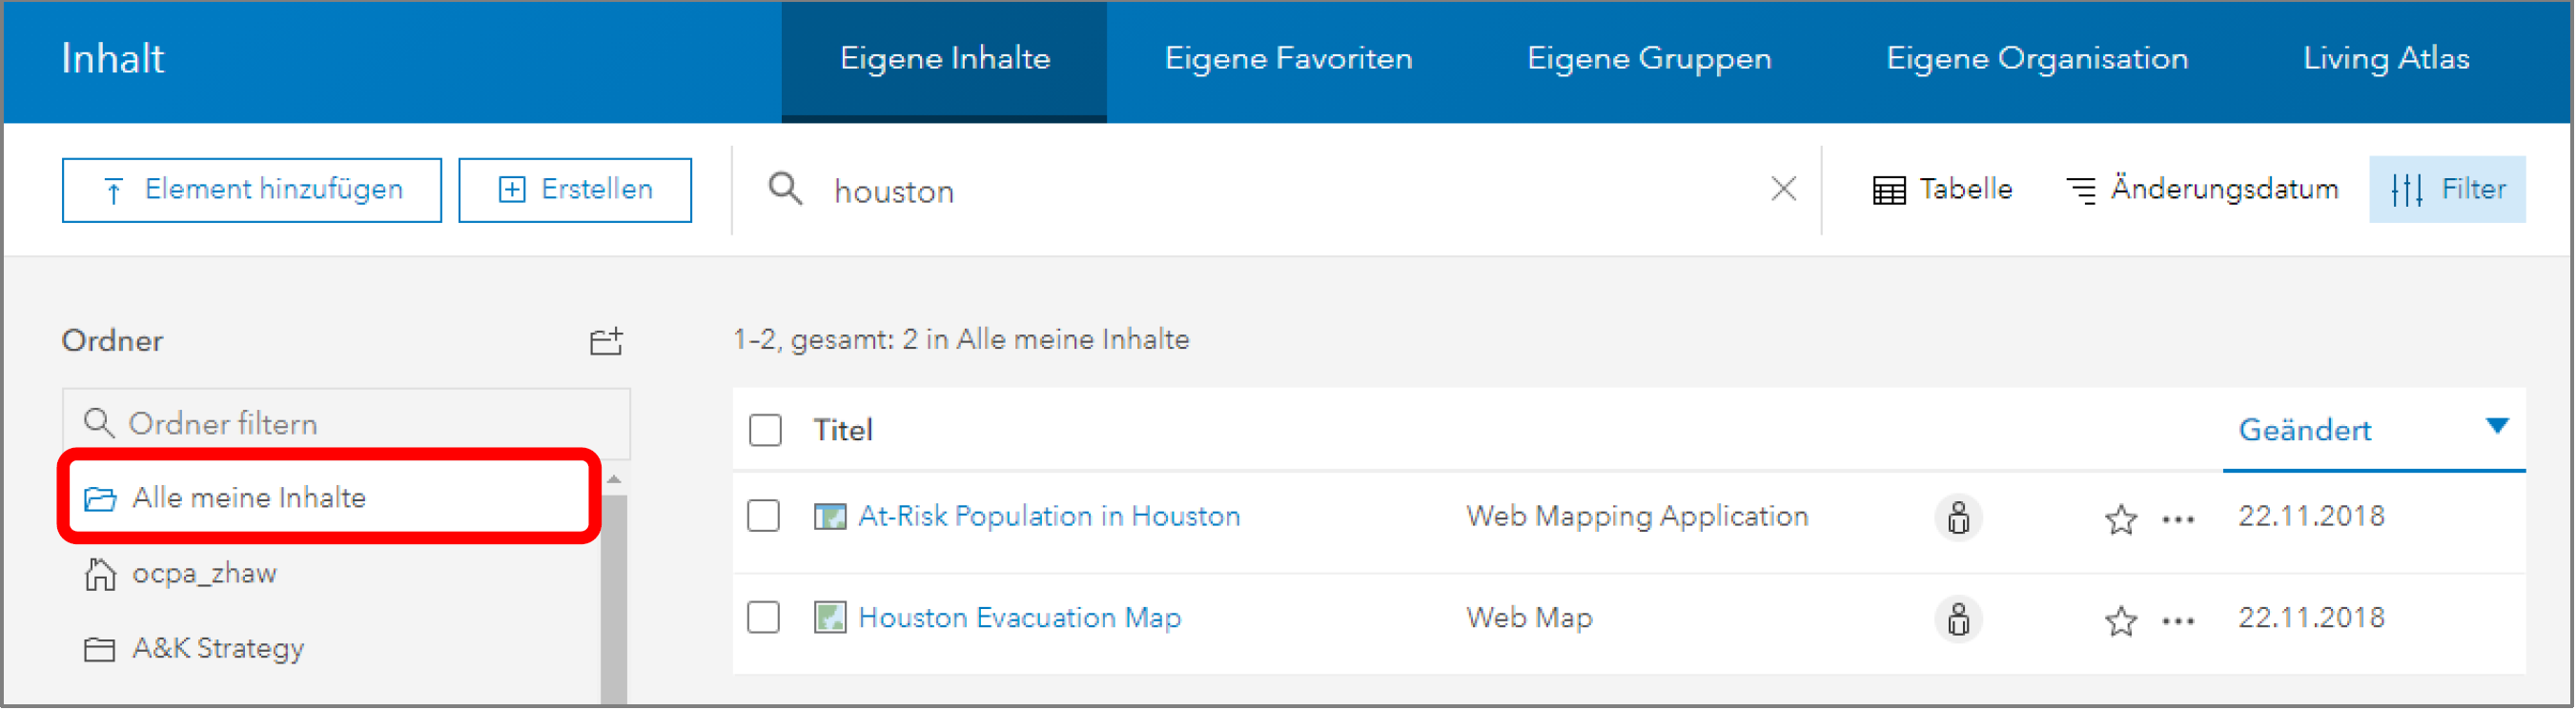 Inhalt Eigene Inhalte Eigene Favoriten Eigene Gruppen Eigene Organisation Living Atlas
Element hinzufügen Erstellen houston Tabelle Änderungsdatum Filter
Ordner
Ordner filtern
Alle meine Inhalte
ocpa_zhaw
A&K Strategy
1–2, gesamt: 2 in Alle meine Inhalte
Titel Geändert
At-Risk Population in Houston Web Mapping Application 22.11.2018
Houston Evacuation Map Web Map 22.11.2018